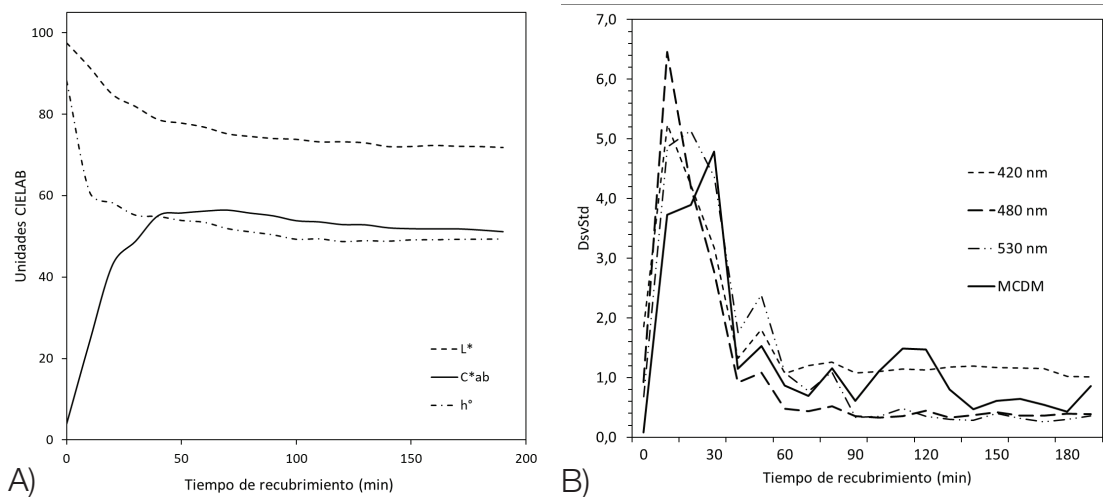 100
80
60
40
20
0
Unidades CIELAB
L*
C*ab
h°
0
50
100
150
200
Tiempo de recubrimiento (min)
A)
7,0
6,0
5,0
4,0
3,0
2,0
1,0
0,0
DsvStd
420 nm
480 nm
530 nm
MCDM
0
30
60
90
120
150
180
Tiempo de recubrimiento (min)
B)